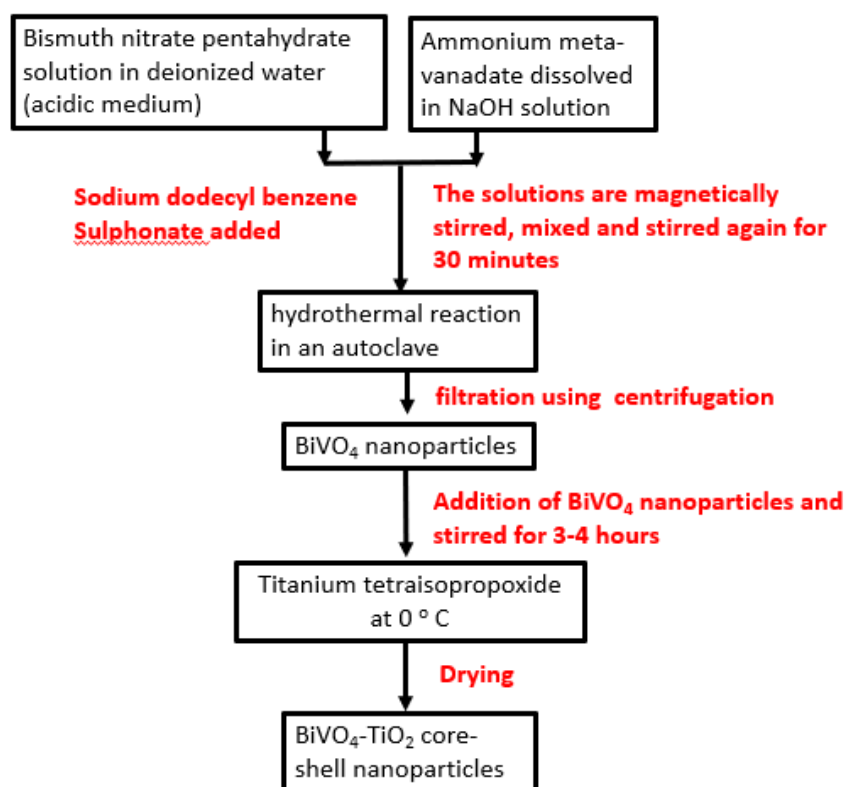 Bismuth nitrate pentahydrate
solution in deionized water
(acidic medium)
Ammonium meta-
vanadate dissolved
in NaOH solution
Sodium dodecyl benzene
Sulphonate added
The solutions are magnetically
stirred, mixed and stirred again for
30 minutes
hydrothermal reaction
in an autoclave
filtration using centrifugation
BiVO₄ nanoparticles
Addition of BiVO₄ nanoparticles and
stirred for 3-4 hours
Titanium tetraisopropoxide
at 0 ° C
Drying
BiVO₄-TiO₂ core-
shell nanoparticles